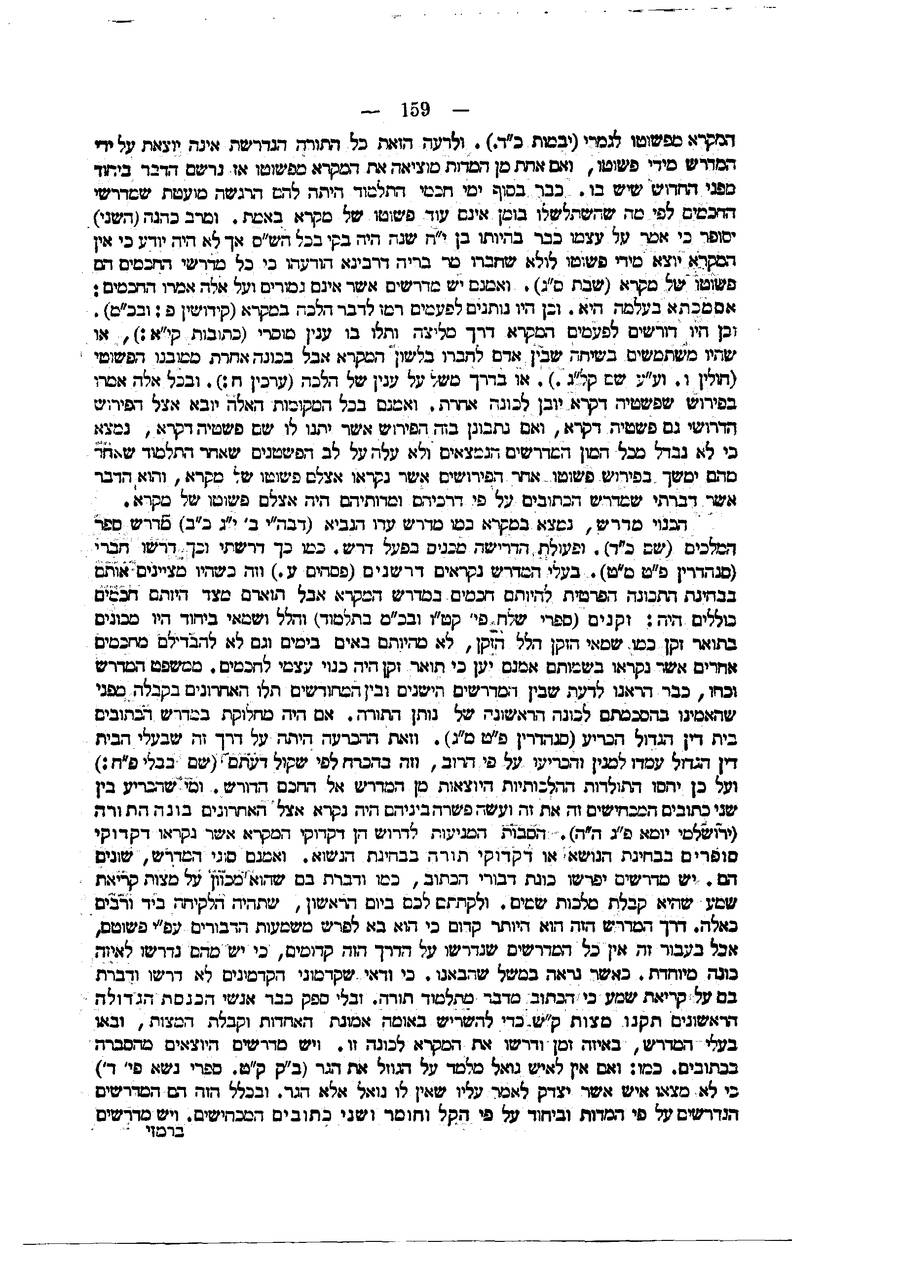 — 159 —
המקרא מפשוטו לגמרי (יבמות כ"ד.). ולדעה הזאת כל התורה הנדרשת אינה יוצאת על ידי
המדרש מידי פשוטו, ואם אחת מן המדות מוציאה את המקרא מפשוטו אז נרשם הדבר ביחוד
מפני החדוש שיש בו. כבר בסוף ימי חכמי התלמוד היתה להם הרגשה מועטת שמדרשי
החכמים לפי מה שהשתלשלו בזמן אינם עוד פשוטו של מקרא באמת. ומרב כהנה (השני)
יסופר כי אמר על עצמו כבר בהיותו בן י"ח שנה היה בקי בכל הש"ס אך לא היה יודע כי אין
המקרא יוצא מידי פשוטו לולא שחברו מר בריה דרבינא הודעהו כי כל מדרשי החכמים הם
פשוטו של מקרא (שבת ס"ג). ואמנם יש מדרשים אשר אינם גמורים ועל אלה אמרו החכמים:
אסמכתא בעלמה היא. וכן היו נותנים לפעמים רמז לדבר הלכה במקרא (קידושין פ: ובכ"מ).
וכן היו דורשים לפעמים המקרא דרך מליצה ותלו בו ענין מוסרי (כתובות קי"א:), או
שהיו משתמשים בשיחה שבין אדם לחברו בלשון המקרא אבל בכונה אחרת ממובנו הפשוטי
(חולין ו. וע"ע שם קל"ג.). או בדרך משל על ענין של הלכה (ערכין ח:). ובכל אלה אמרו
בפירוש שפשטיה דקרא יובן לכונה אחרת. ואמנם בכל המקומות האלה יובא אצל הפירוש
הדרושי גם פשטיה דקרא, ואם נתבונן בזה הפירוש אשר יתנו לו שם פשטיה דקרא, נמצא
כי לא נבדל מכל המון המדרשים הנמצאים ולא עלה על לב הפשטנים שאחר התלמוד שאחד
מהם ימשך בפירוש פשוטו אחר הפירושים אשר נקראו אצלם פשוטו של מקרא, והוא הדבר
אשר דברתי שמדרש הכתובים על פי דרכיהם ומדותיהם היה אצלם פשוטו של מקרא.
הכנוי מדרש, נמצא במקרא כמו מדרש עדו הנביא (דבה"י ב' י"ג כ"ב) מדרש ספר
המלכים (שם כ"ד). ופעולת הדרישה מכנים בפעל דרש. כמו כך דרשתי וכך דרשו חברי
(סנהדרין פ"ט מ"ט). בעלי המדרש נקראים דרשנים (פסחים ע.) וזה כשהיו מציינים אותם
בבחינת התכונה הפרטית להיותם חכמים במדרש המקרא אבל תוארם מצד היותם חכמים
כוללים היה: זקנים (ספרי שלח פי' קט"ו ובכ"מ בתלמוד) והלל ושמאי ביחוד היו מכונים
בתואר זקן כמו שמאי הזקן הלל הזקן, לא מהיותם באים בימים וגם לא להבדילם מחכמים
אחרים אשר נקראו בשמותם אמנם יען כי תואר זקן היה כנוי עצמי לחכמים. ממשפט המדרש
וכחו, כבר הראנו לדעת שבין המדרשים הישנים ובין המחודשים תלו האחרונים בקבלה מפני
שהאמינו בהסכמתם לכונה הראשונה של נותן התורה. אם היה מחלוקת במדרש הכתובים
בית דין הגדול הכריע (סנהדרין פ"ט מ"ג). וזאת ההכרעה היתה על דרך זה שבעלי הבית
דין הגדול עמדו למנין והכריעו על פי הרוב, וזה בהכרח לפי שקול דעתם (שם בבלי פ"ח:)
ועל כן יחסו התולדות ההלכותיות היוצאות מן המדרש אל החכם הדורש. ומי שהכריע בין
שני כתובים המכחישים זה את זה ועשה פשרה ביניהם היה נקרא אצל האחרונים בונה התורה
(ירושלמי יומא פ"ג ה"ה). הסבות המניעות לדרוש הן דקדוקי המקרא אשר נקראו דקדוקי
סופרים בבחינת הנושא או דקדוקי תורה בבחינת הנשוא. ואמנם סוגי המדרש, שונים
הם. יש מדרשים יפרשו כונת דבורי הכתוב, כמו ודברת בם שהוא מכוון על מצות קריאת
שמע שהיא קבלת מלכות שמים. ולקחתם לכם ביום הראשון, שתהיה הלקיחה ביד ורבים
כאלה. דרך המדרש הזה הוא היותר קדום כי הוא בא לפרש משמעות הדבורים עפ"י פשוטם,
אבל בעבור זה אין כל המדרשים שנדרשו על הדרך הזה קדומים, כי יש מהם נדרשו לאיזה
כונה מיוחדת. כאשר נראה במשל שהבאנו. כי ודאי שקדמוני הקדמונים לא דרשו ודברת
בם על קריאת שמע כי הכתוב מדבר מתלמוד תורה. ובלי ספק כבר אנשי הכנסת הגדולה
הראשונים תקנו מצות ק"ש כדי להשריש באומה אמונת האחדות וקבלת המצות, ובאו
בעלי המדרש, באיזה זמן ודרשו את המקרא לכונה זו. ויש מדרשים היוצאים מהסברה
בכתובים. כמו: ואם אין לאיש גואל מלמד על הגוזל את הגר (ב"ק ק"ט. ספרי נשא פי' ד')
כי לא מצאו איש אשר יצדק לאמר עליו שאין לו גואל אלא הגר. ובכלל הזה הם המדרשים
הנדרשים על פי המדות וביחוד על פי הקל וחומר ושני כתובים המכחישים. ויש מדרשים
ברמזי